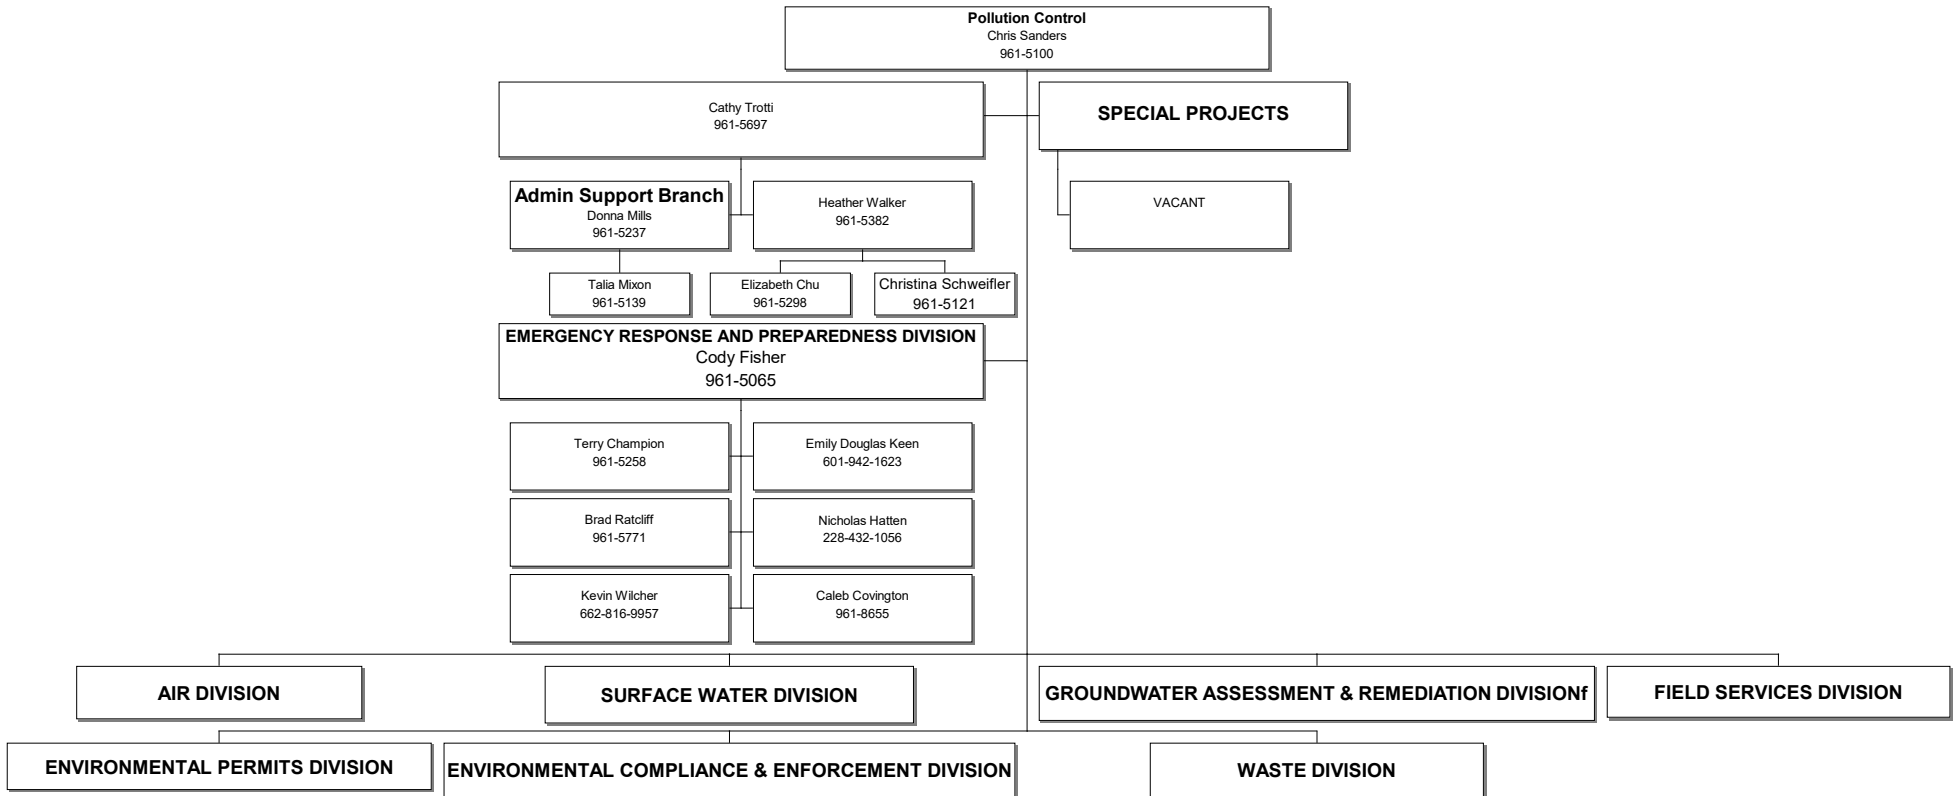 Pollution Control
Chris Sanders
961-5100
Cathy Trotti
961-5697
SPECIAL PROJECTS
Admin Support Branch
Donna Mills
961-5237
Heather Walker
961-5382
VACANT
Talia Mixon
961-5139
Elizabeth Chu
961-5298
Christina Schweifler
961-5121
EMERGENCY RESPONSE AND PREPAREDNESS DIVISION
Cody Fisher
961-5065
Terry Champion
961-5258
Emily Douglas Keen
601-942-1623
Brad Ratcliff
961-5771
Nicholas Hatten
228-432-1056
Kevin Wilcher
662-816-9957
Caleb Covington
961-8655
AIR DIVISION
SURFACE WATER DIVISION
GROUNDWATER ASSESSMENT & REMEDIATION DIVISIONf
FIELD SERVICES DIVISION
ENVIRONMENTAL PERMITS DIVISION
ENVIRONMENTAL COMPLIANCE & ENFORCEMENT DIVISION
WASTE DIVISION